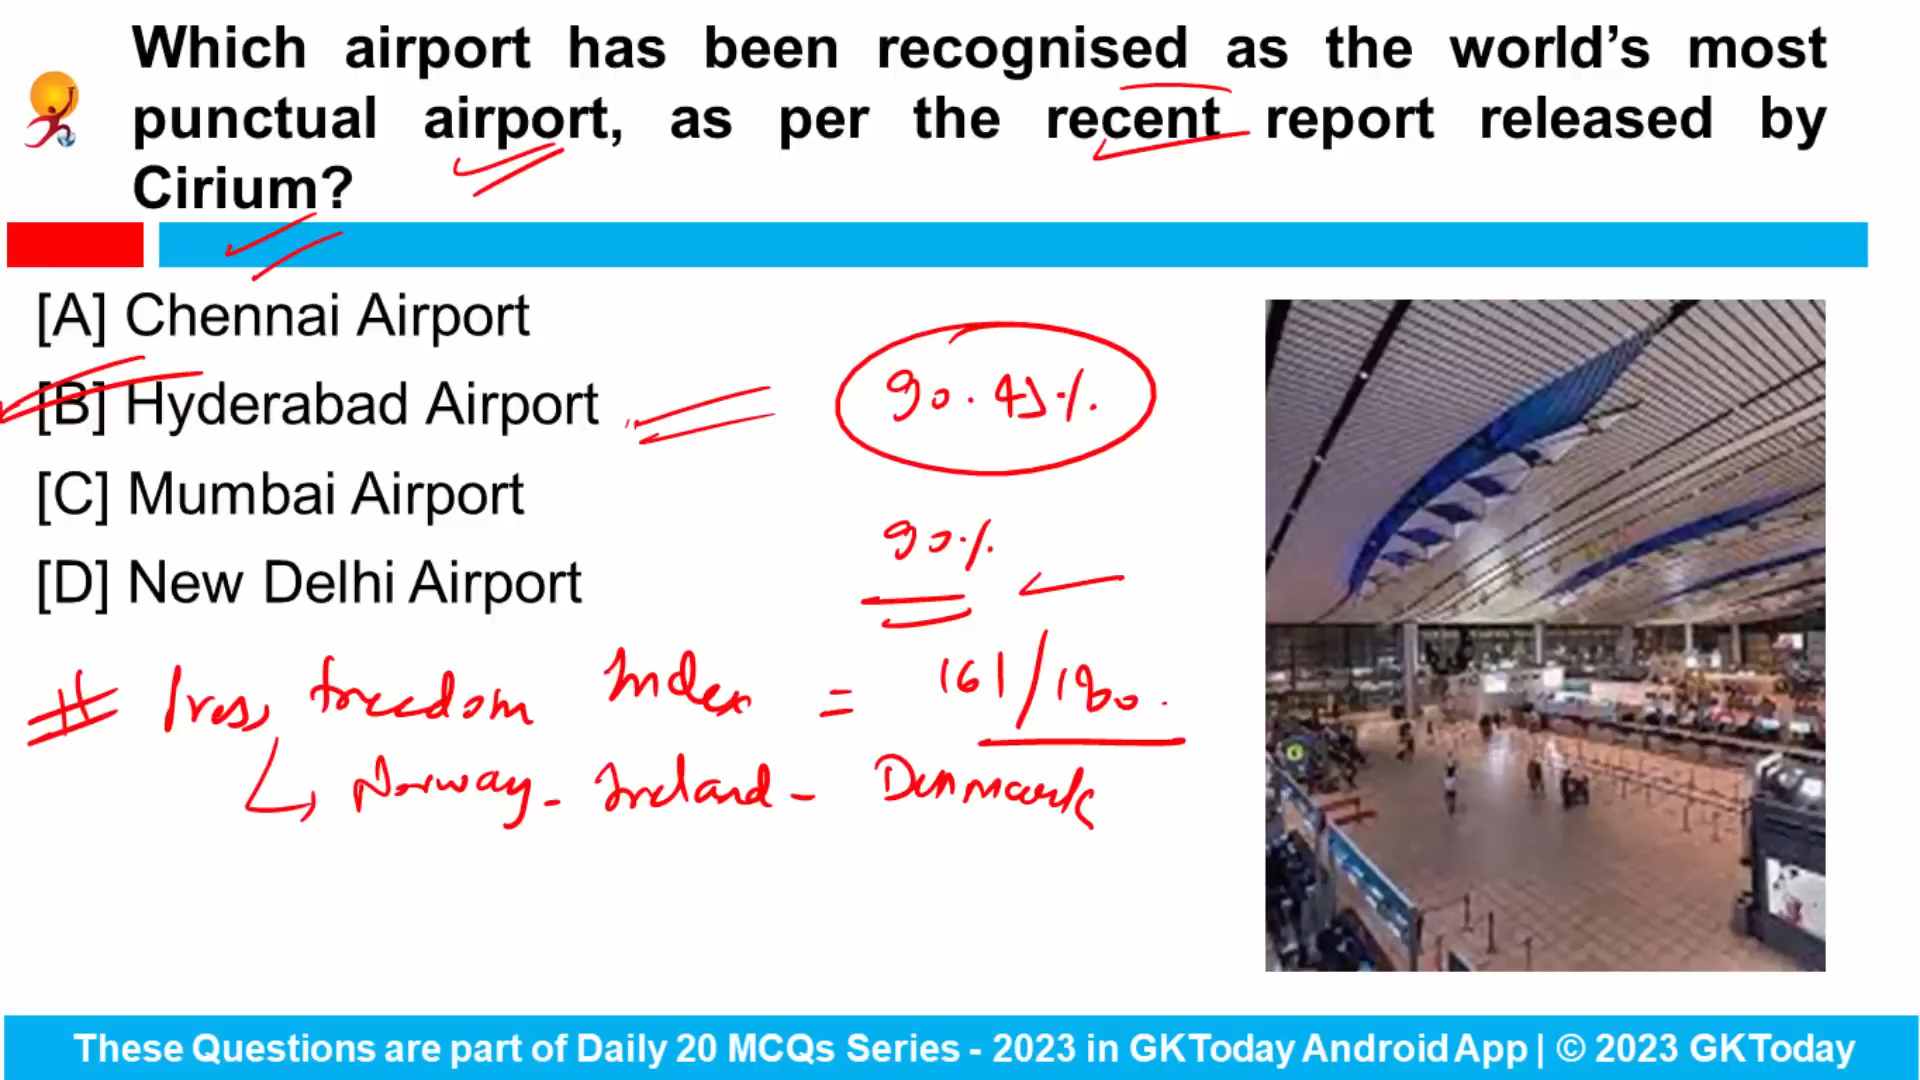 Which airport has been recognised as the world's most
punctual airport, as per the recent report released by
Cirium?
[A] Chennai Airport
[B] Hyderabad Airport
90.43%
[C] Mumbai Airport
90%
[D] New Delhi Airport
# Press freedom Index = 161/180.
Norway - Ireland - Denmark
These Questions are part of Daily 20 MCQs Series - 2023 in GKToday Android App | © 2023 GKToday